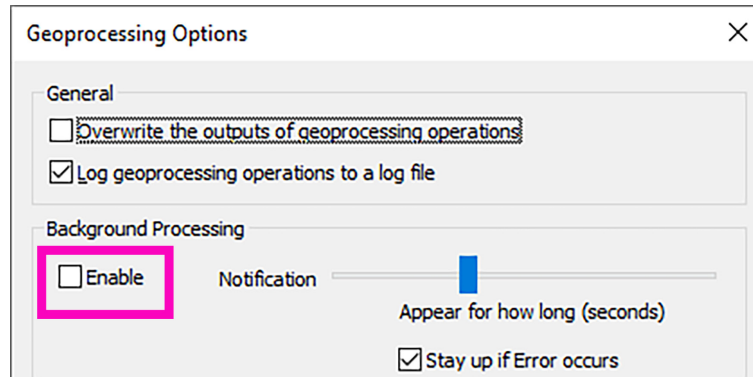 Geoprocessing Options
General
Overwrite the outputs of geoprocessing operations
Log geoprocessing operations to a log file
Background Processing
Enable
Notification
Appear for how long (seconds)
Stay up if Error occurs